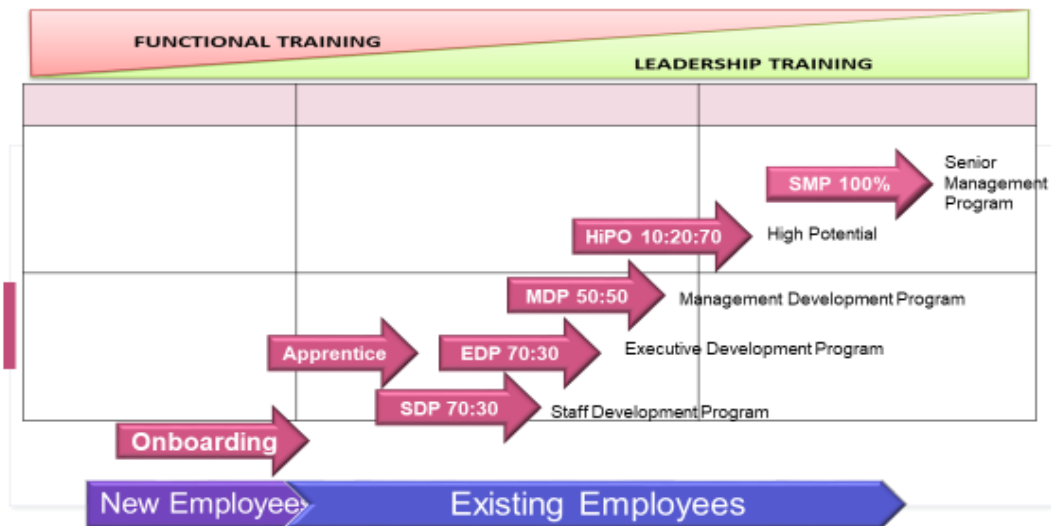 FUNCTIONAL TRAINING
LEADERSHIP TRAINING
SMP 100%
Senior
Management
Program
HiPO 10:20:70
High Potential
MDP 50:50
Management Development Program
Apprentice
EDP 70:30
Executive Development Program
SDP 70:30
Staff Development Program
Onboarding
New Employees
Existing Employees